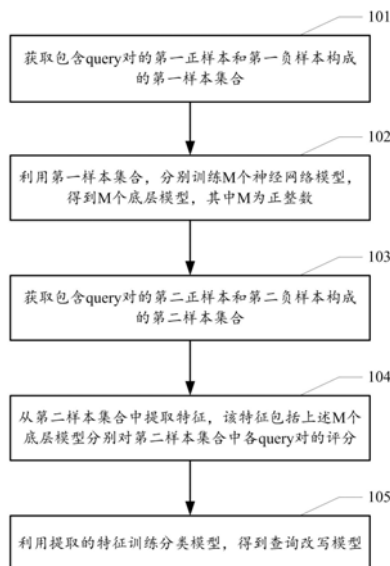 101
获取包含query对的第一正样本和第一负样本构成
的第一样本集合
102
利用第一样本集合，分别训练M个神经网络模型，
得到M个底层模型，其中M为正整数
103
获取包含query对的第二正样本和第二负样本构成
的第二样本集合
104
从第二样本集合中提取特征，该特征包括上述M个
底层模型分别对第二样本集合中各query对的评分
105
利用提取的特征训练分类模型，得到查询改写模型